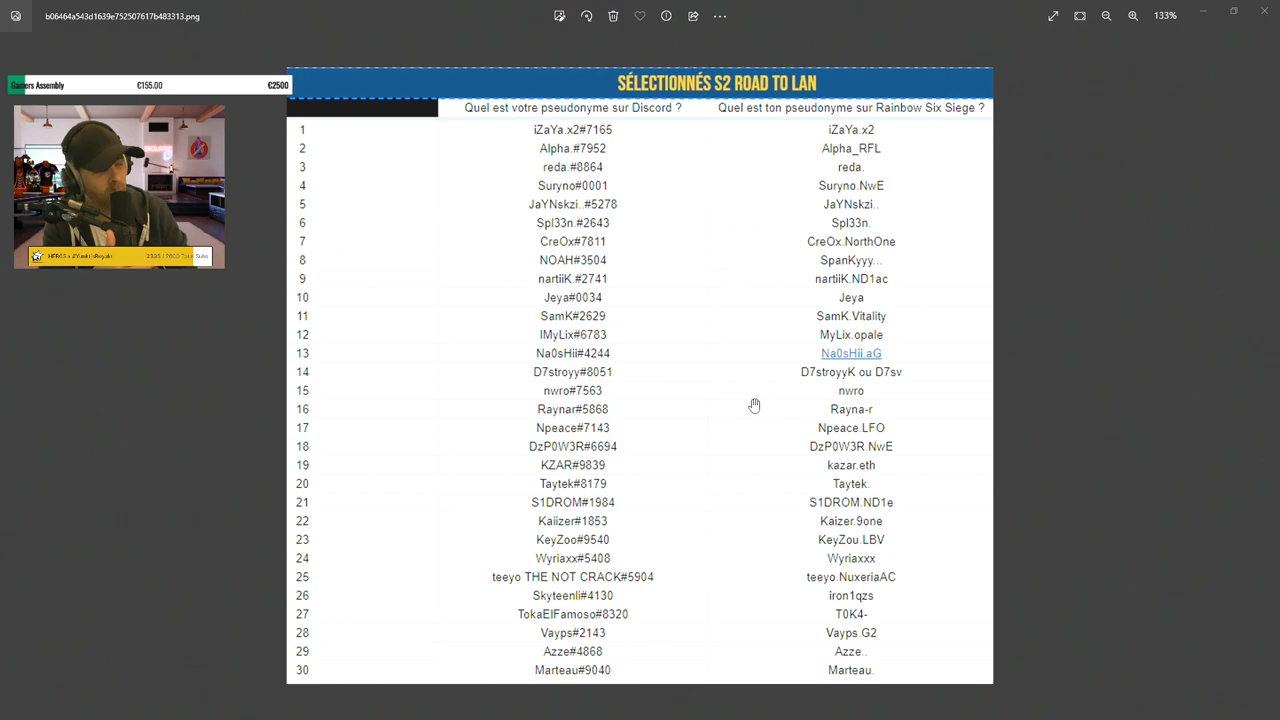 b06464a543d1639e752507617b483313.png
133%
Gamers Assembly €155.00 €2500
SÉLECTIONNÉS S2 ROAD TO LAN
Quel est votre pseudonyme sur Discord ? Quel est ton pseudonyme sur Rainbow Six Siege ?
1 iZaYa.x2#7165 iZaYa.x2
2 Alpha.#7952 Alpha_RFL
3 reda.#8864 reda.
4 Suryno#0001 Suryno.NwE
5 JaYNskzi..#5278 JaYNskzi..
6 Spl33n.#2643 Spl33n.
7 CreOx#7811 CreOx.NorthOne
8 NOAH#3504 SpanKyyy...
9 nartiiK.#2741 nartiiK.ND1ac
10 Jeya#0034 Jeya
11 SamK#2629 SamK.Vitality
12 IMyLix#6783 MyLix.opale
13 Na0sHii#4244 Na0sHii.aG
14 D7stroyy#8051 D7stroyyK ou D7sv
15 nwro#7563 nwro
16 Raynar#5868 Rayna-r
17 Npeace#7143 Npeace.LFO
18 DzP0W3R#6694 DzP0W3R.NwE
19 KZAR#9839 kazar.eth
20 Taytek#8179 Taytek.
21 S1DROM#1984 S1DROM.ND1e
22 Kaiizer#1853 Kaizer.9one
23 KeyZoo#9540 KeyZou.LBV
24 Wyriaxx#5408 Wyriaxxx
25 teeyo THE NOT CRACK#5904 teeyo.NuxeriaAC
26 Skyteenli#4130 iron1qzs
27 TokaElFamoso#8320 T0K4-
28 Vayps#2143 Vayps.G2
29 Azze#4868 Azze..
30 Marteau#9040 Marteau.
Subs